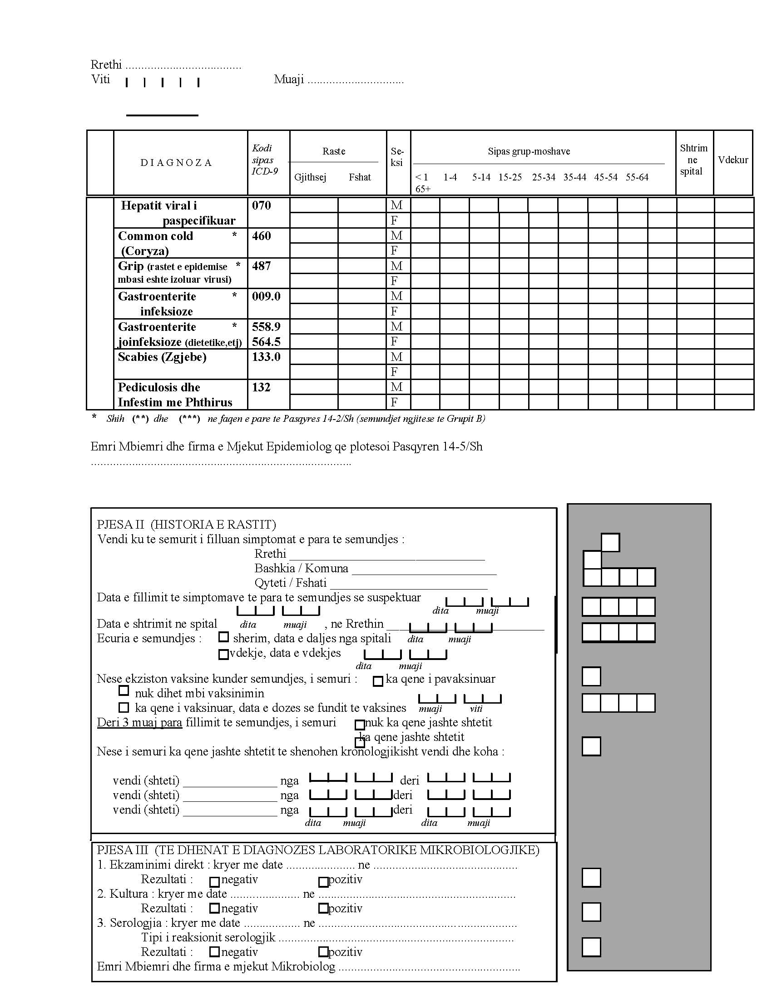 Rrethi .....................................
Viti Muaji ...............................
D I A G N O Z A Kodi sipas ICD-9 Raste Se-ksi Sipas grup-moshave Shtrim ne spital Vdekur
Gjithsej Fshat < 1 1-4 5-14 15-25 25-34 35-44 45-54 55-64
65+
Hepatit viral i 070 M
paspecifikuar F
Common cold * 460 M
(Coryza) F
Grip (rastet e epidemise * 487 M
mbasi eshte izoluar virusi) F
Gastroenterite * 009.0 M
infeksioze F
Gastroenterite * 558.9 M
joinfeksioze (dietetike,etj) 564.5 F
Scabies (Zgjebe) 133.0 M
F
Pediculosis dhe 132 M
Infestim me Phthirus F
* Shih (**) dhe (***) ne faqen e pare te Pasqyres 14-2/Sh (semundjet ngjitese te Grupit B)
Emri Mbiemri dhe firma e Mjekut Epidemiolog qe plotesoi Pasqyren 14-5/Sh
...................................................................................
PJESA II (HISTORIA E RASTIT)
Vendi ku te semurit i filluan simptomat e para te semundjes :
Rrethi _______________________________
Bashkia / Komuna _______________________
Qyteti / Fshati _________________________
Data e fillimit te simptomave te para te semundjes se suspektuar
dita muaji
Data e shtrimit ne spital dita muaji , ne Rrethin _________________________
Ecuria e semundjes : sherim, data e daljes nga spitali dita muaji
vdekje, data e vdekjes
dita muaji
Nese ekziston vaksine kunder semundjes, i semuri : ka qene i pavaksinuar
nuk dihet mbi vaksinimin
ka qene i vaksinuar, data e dozes se fundit te vaksines muaji viti
Deri 3 muaj para fillimit te semundjes, i semuri nuk ka qene jashte shtetit
ka qene jashte shtetit
Nese i semuri ka qene jashte shtetit te shenohen kronologjikisht vendi dhe koha :
vendi (shteti) _______________ nga deri
vendi (shteti) _______________ nga deri
vendi (shteti) _______________ nga deri
dita muaji dita muaji
PJESA III (TE DHENAT E DIAGNOZES LABORATORIKE MIKROBIOLOGJIKE)
1. Ekzaminimi direkt : kryer me date ...................... ne ..............................................
Rezultati : negativ pozitiv
2. Kultura : kryer me date ...................... ne ...............................................................
Rezultati : negativ pozitiv
3. Serologjia : kryer me date .................. ne ...............................................................
Tipi i reaksionit serologjik ...........................................................................
Rezultati : negativ pozitiv
Emri Mbiemri dhe firma e mjekut Mikrobiolog ..........................................................